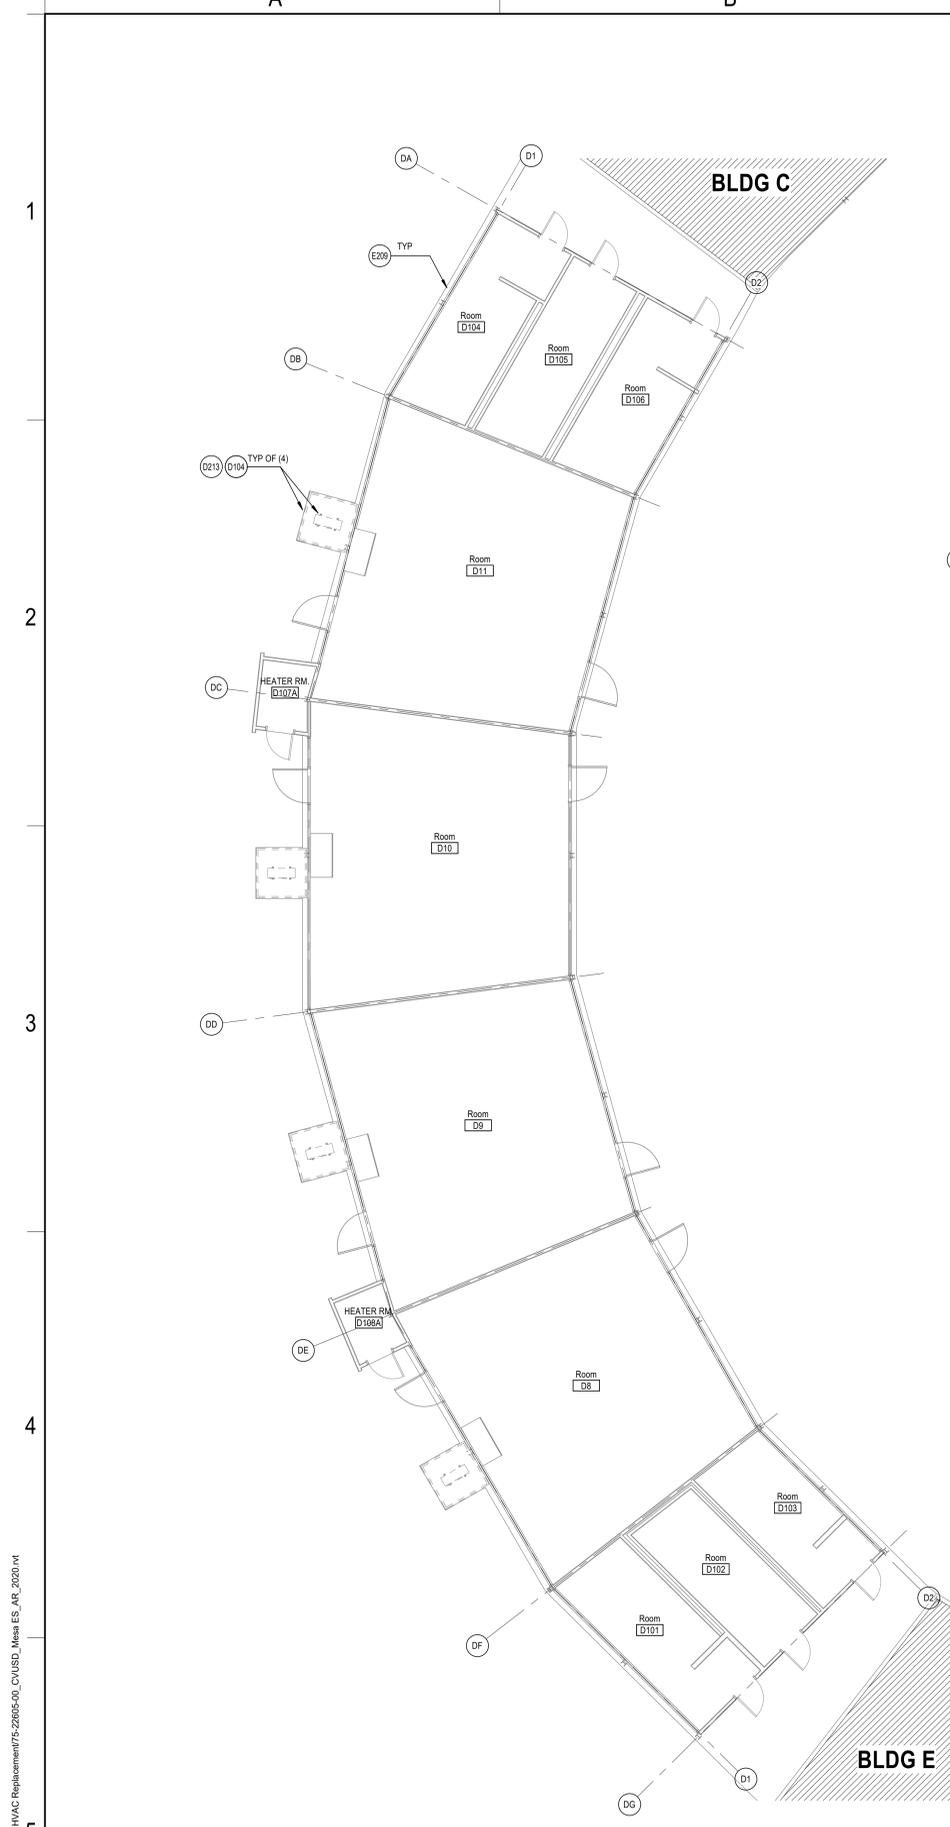 A
B
1
BLDG C
DA
D1
E209
TYP
D2
Room
D104
Room
D105
Room
D106
DB
D213
D104
TYP OF (4)
Room
D11
2
HEATER RM.
D107A
DC
Room
D10
3
DD
Room
D9
HEATER RM.
D108A
DE
Room
D8
4
Room
D103
Room
D102
Room
D101
D2
DF
BLDG E
D1
DG
HVAC Replacement/75-22605-00_CVUSD_Mesa ES_AR_2020.rvt